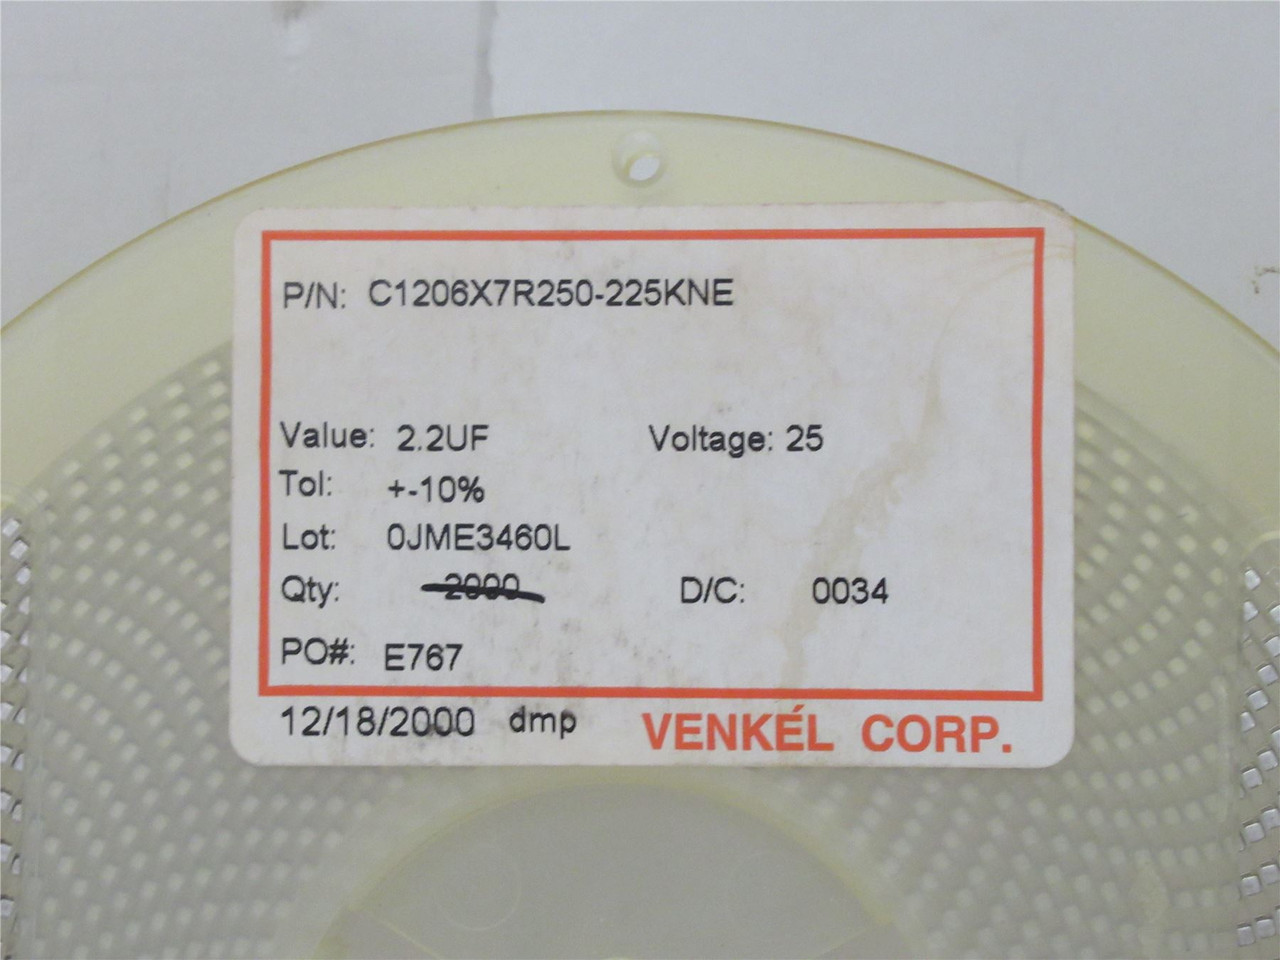 P/N: C1206X7R250-225KNE
Value: 2.2UF Voltage: 25
Tol: +-10%
Lot: 0JME3460L
Qty: 2000 D/C: 0034
PO#: E767
12/18/2000 dmp VENKÉL CORP.